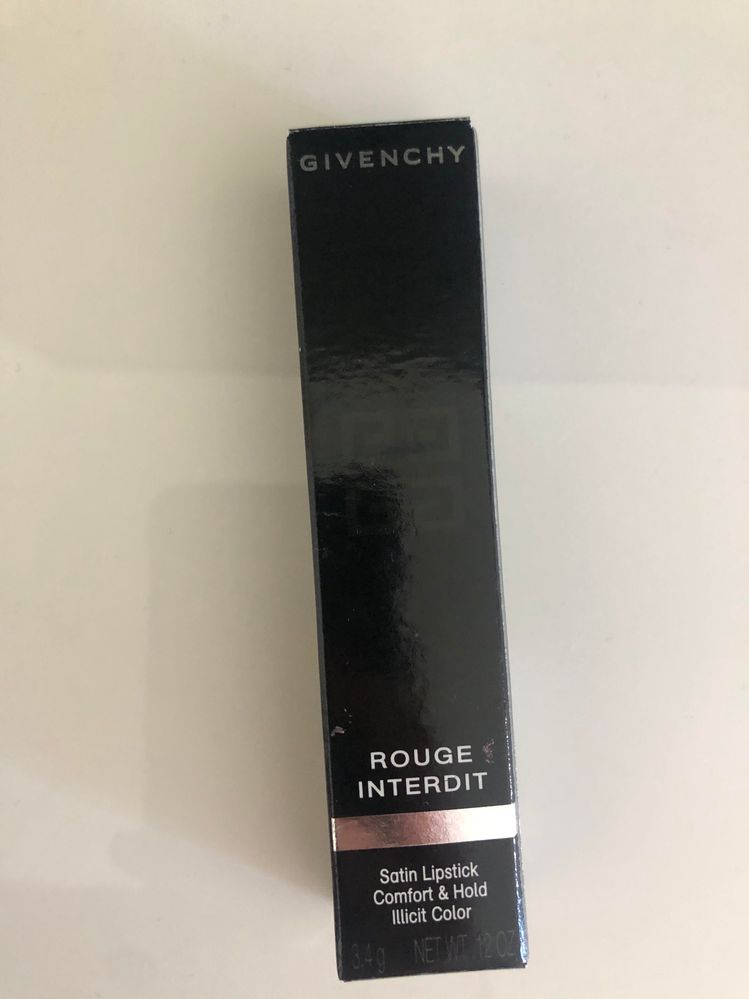 GIVENCHY
ROUGE
INTERDIT
Satin Lipstick
Comfort & Hold
Illicit Color
3.4 g NET WT. .12 OZ